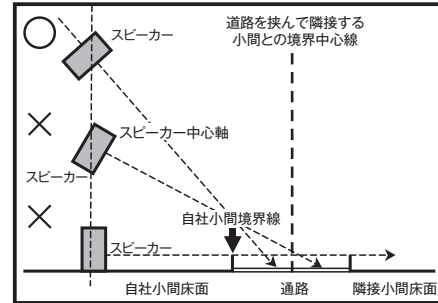 スピーカー
道路を挟んで隣接する
小間との境界中心線
スピーカー中心軸
スピーカー
自社小間境界線
スピーカー
自社小間床面
通路
隣接小間床面